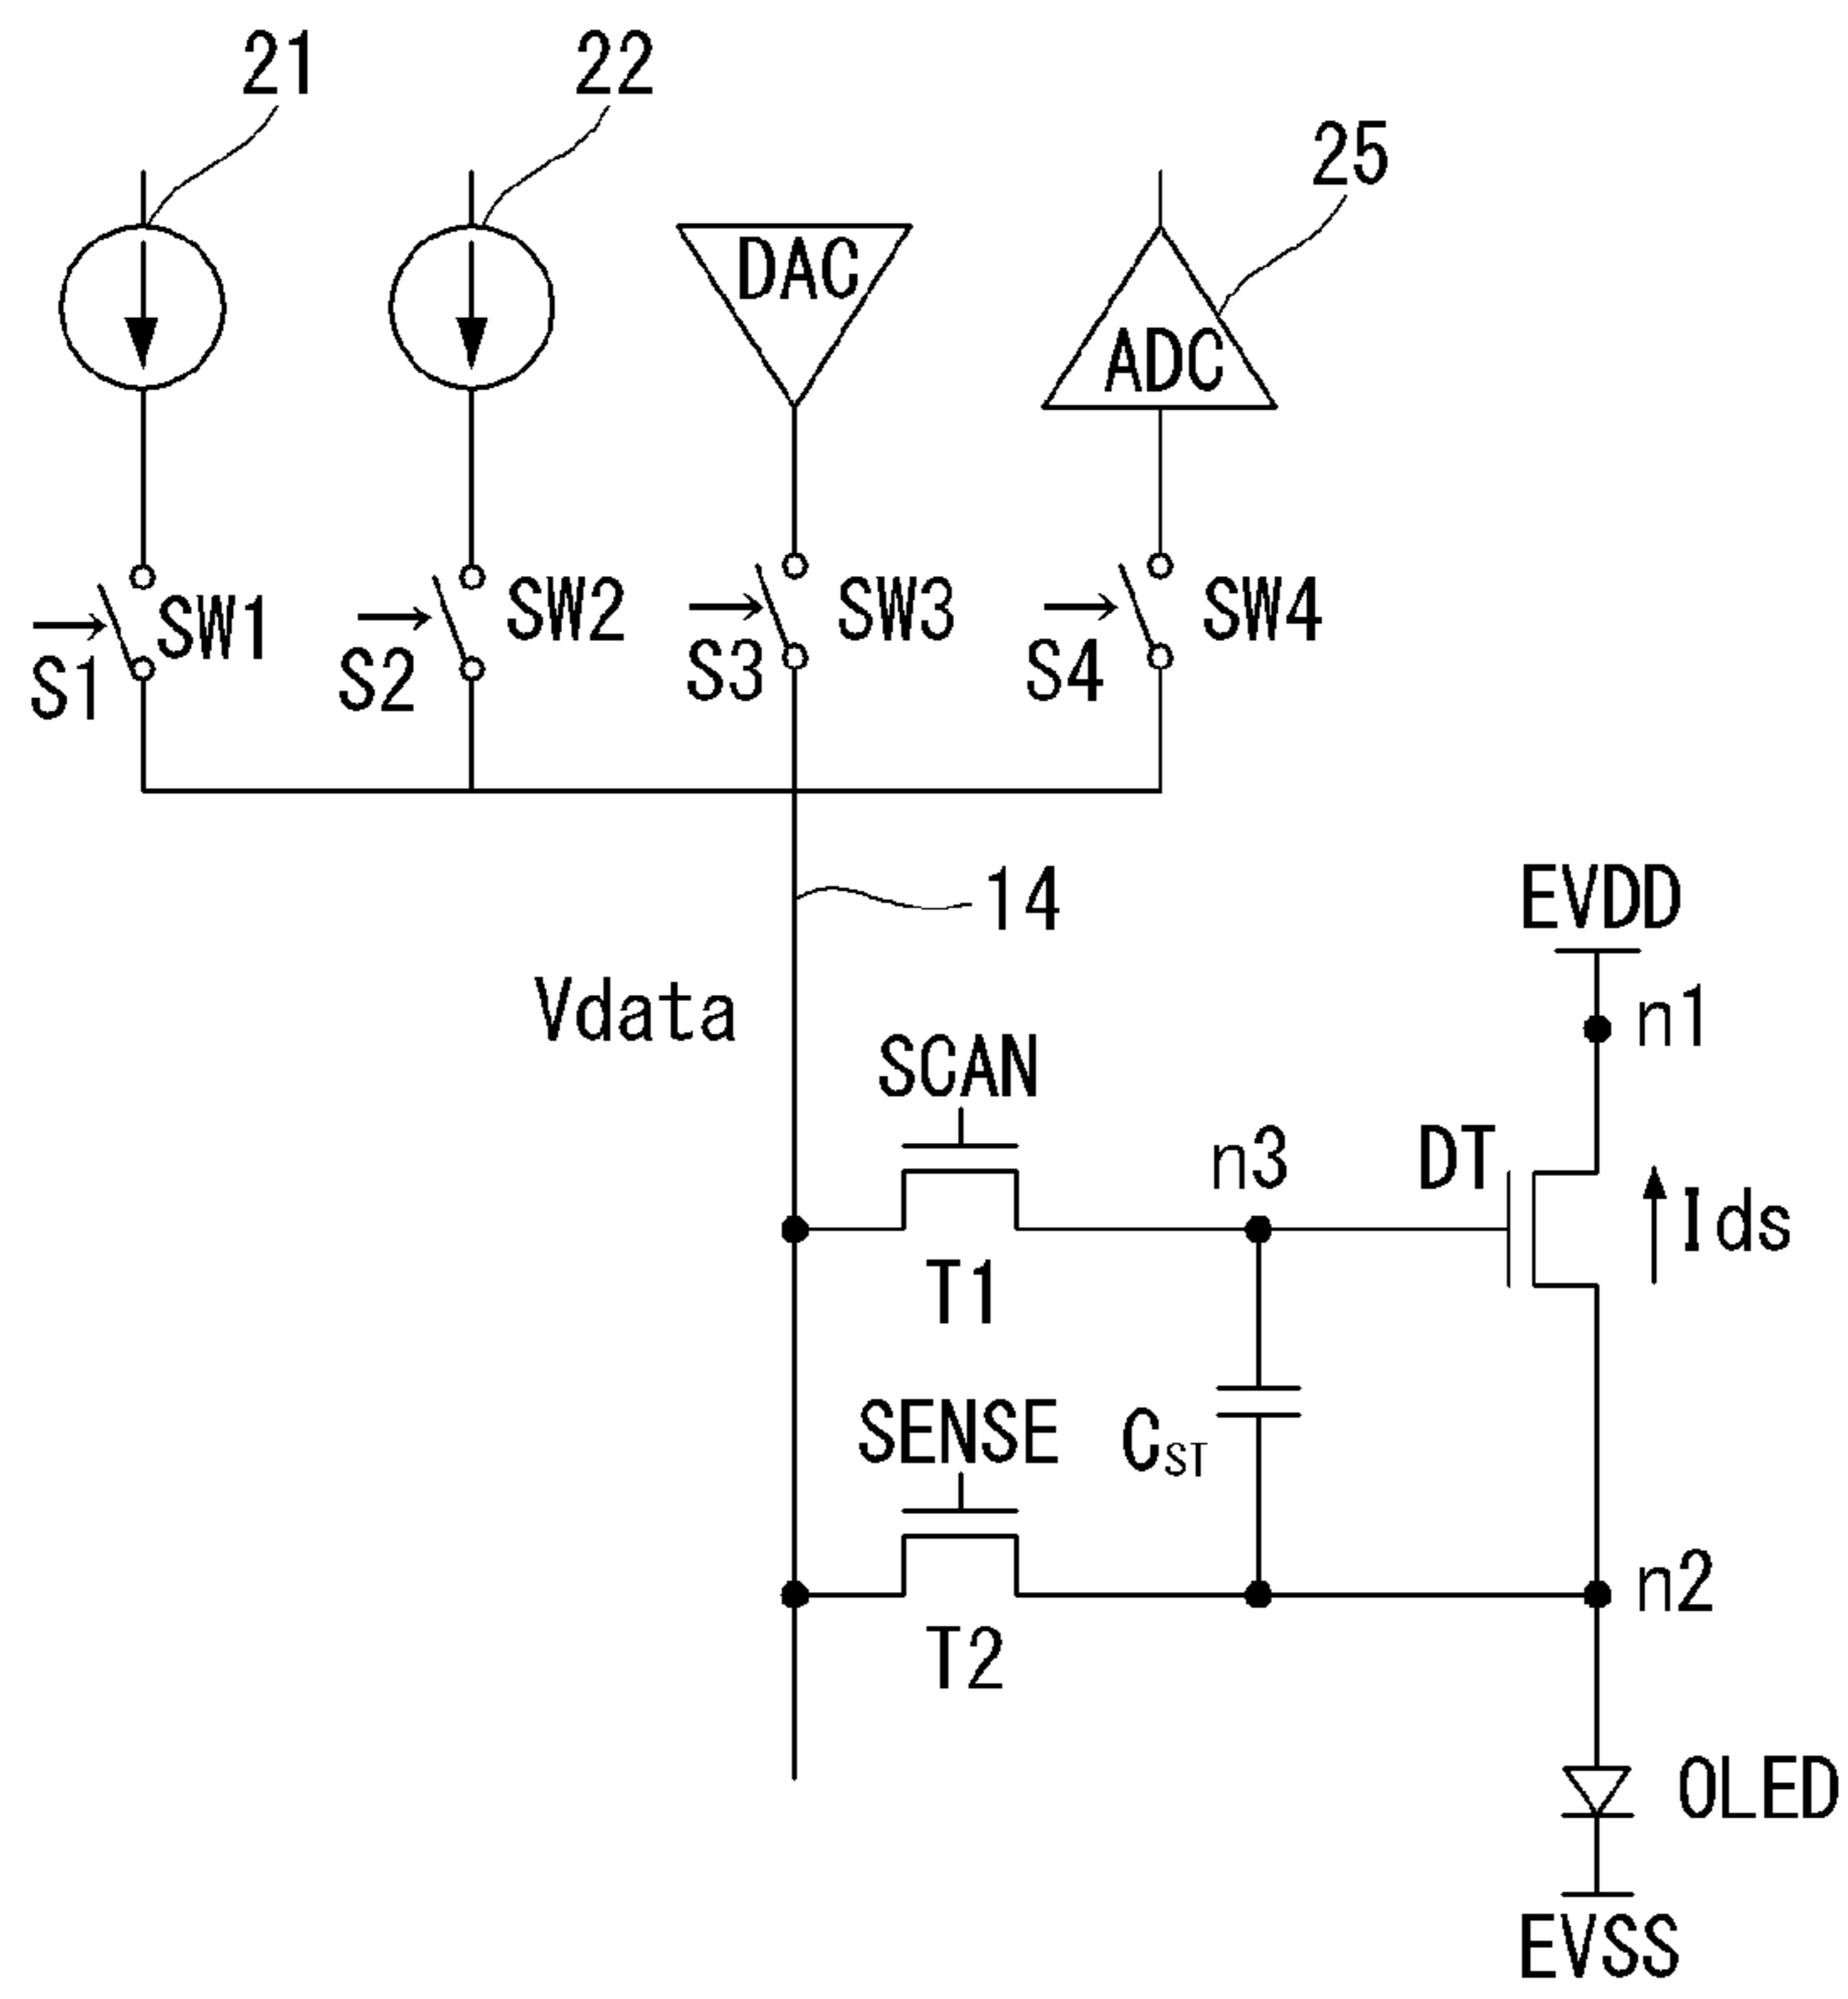 21
22
25
DAC
ADC
SW1
SW2
SW3
SW4
S1
S2
S3
S4
14
EVDD
Vdata
n1
SCAN
n3
DT
Ids
T1
SENSE
CST
n2
T2
OLED
EVSS